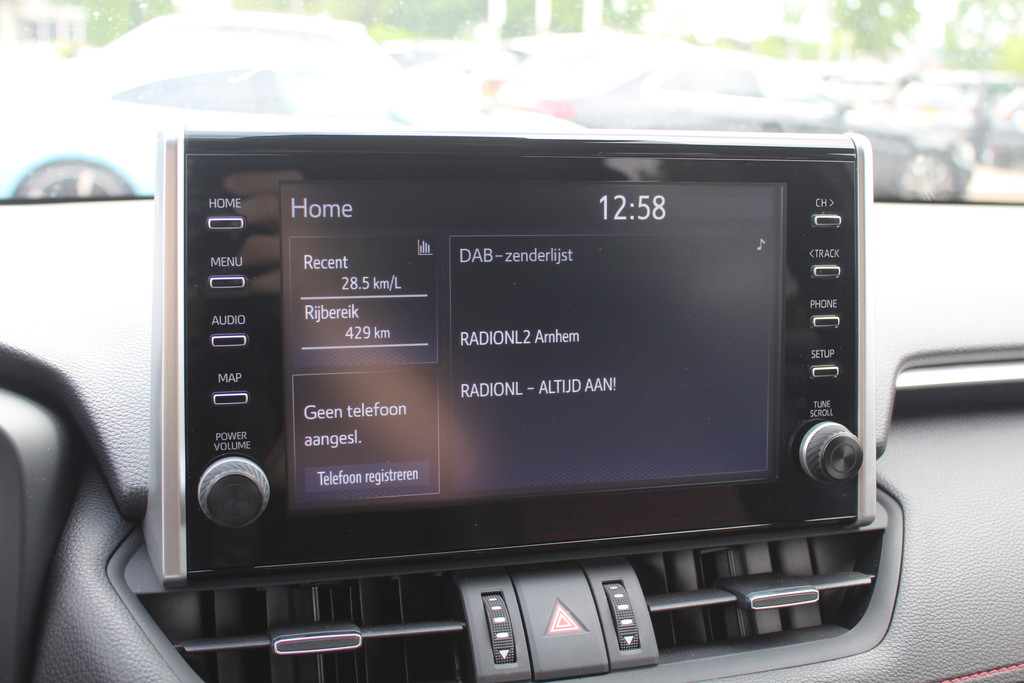 HOME
MENU
AUDIO
MAP
POWER
VOLUME
Home
12:58
Recent
28.5 km/L
Rijbereik
429 km
Geen telefoon
aangesl.
Telefoon registreren
DAB-zenderlijst
RADIONL2 Arnhem
RADIONL - ALTIJD AAN!
CH >
< TRACK
PHONE
SETUP
TUNE
SCROLL